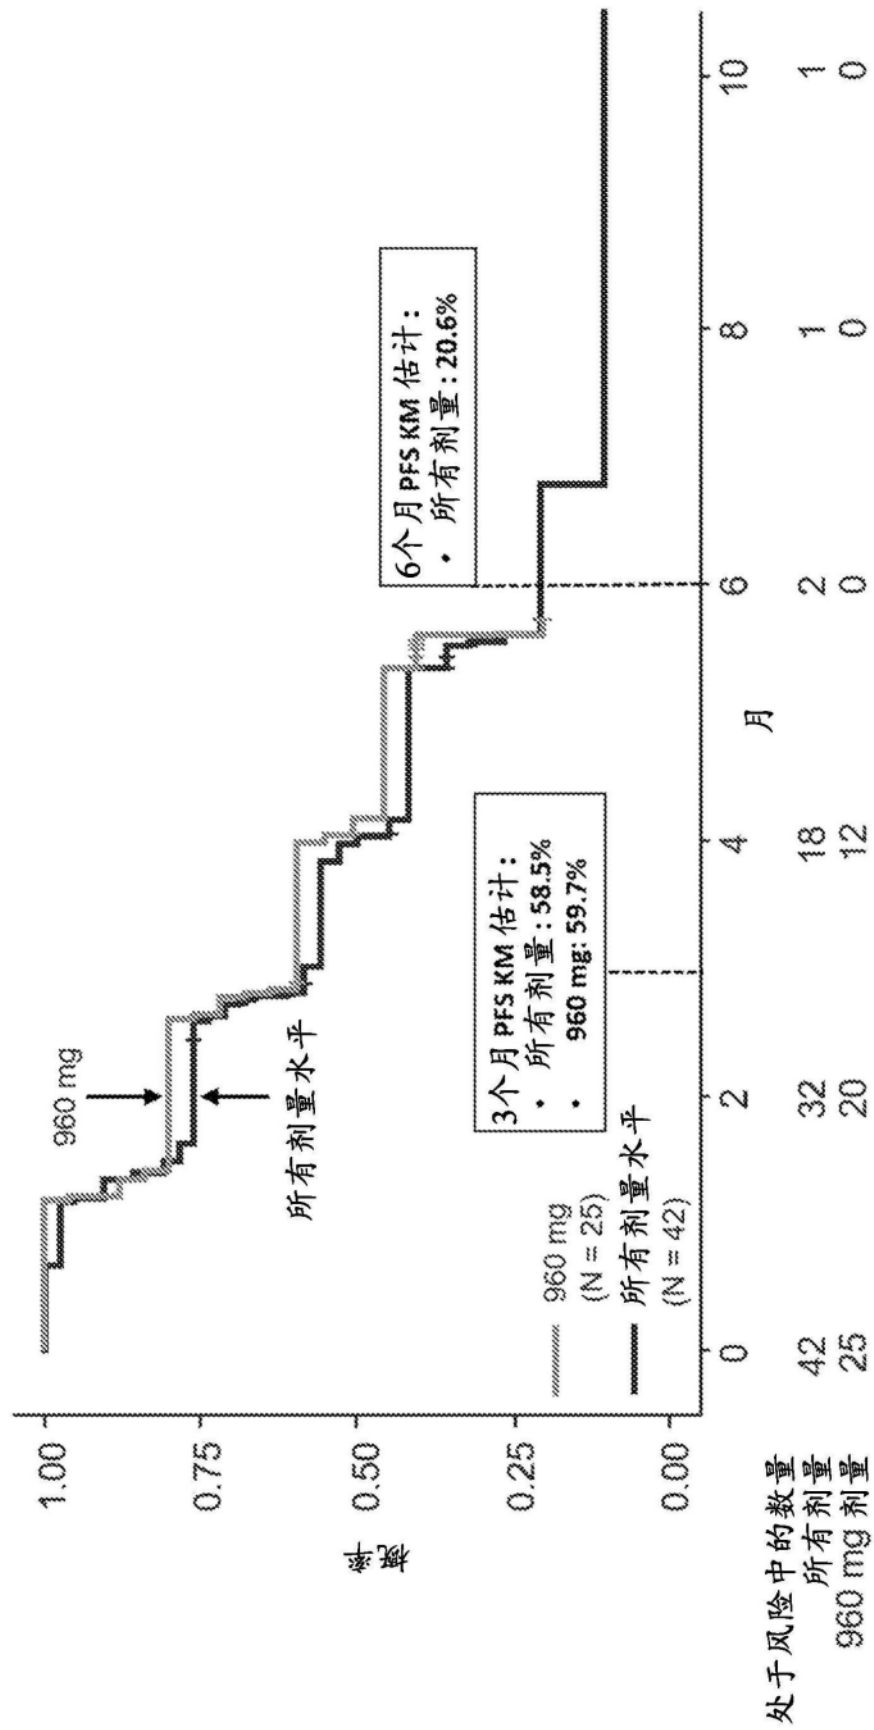 1.00
0.75
0.50
0.25
0.00
概率
960 mg
所有剂量水平
6个月 PFS KM 估计:
• 所有剂量: 20.6%
3个月 PFS KM 估计:
• 所有剂量: 58.5%
• 960 mg: 59.7%
960 mg
(N = 25)
所有剂量水平
(N = 42)
0 2 4 6 8 10
月
处于风险中的数量
所有剂量 42 32 18 2 1 1
960 mg 剂量 25 20 12 0 0 0